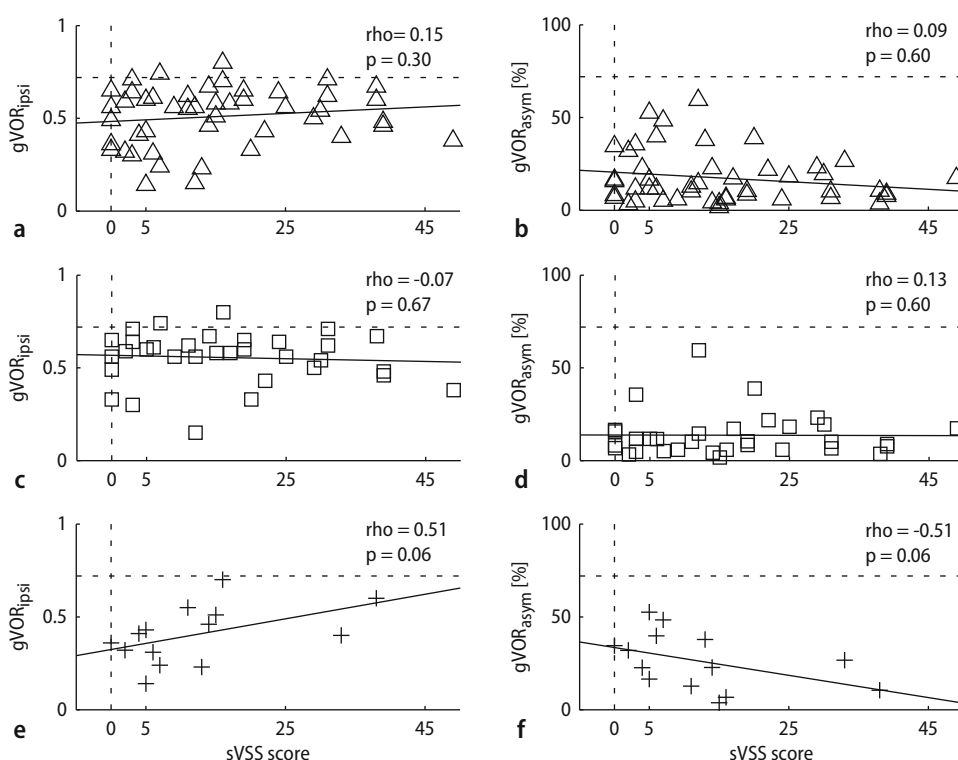 1
rho= 0.15
p = 0.30
gVORipsi
0.5
0
0 5 25 45
a
100
rho = 0.09
p = 0.60
gVORasym [%]
50
0
0 5 25 45
b
1
rho = -0.07
p = 0.67
gVORipsi
0.5
0
0 5 25 45
c
100
rho = 0.13
p = 0.60
gVORasym [%]
50
0
0 5 25 45
d
1
rho = 0.51
p = 0.06
gVORipsi
0.5
0
0 5 25 45
e
sVSS score
100
rho = -0.51
p = 0.06
gVORasym [%]
50
0
0 5 25 45
f
sVSS score